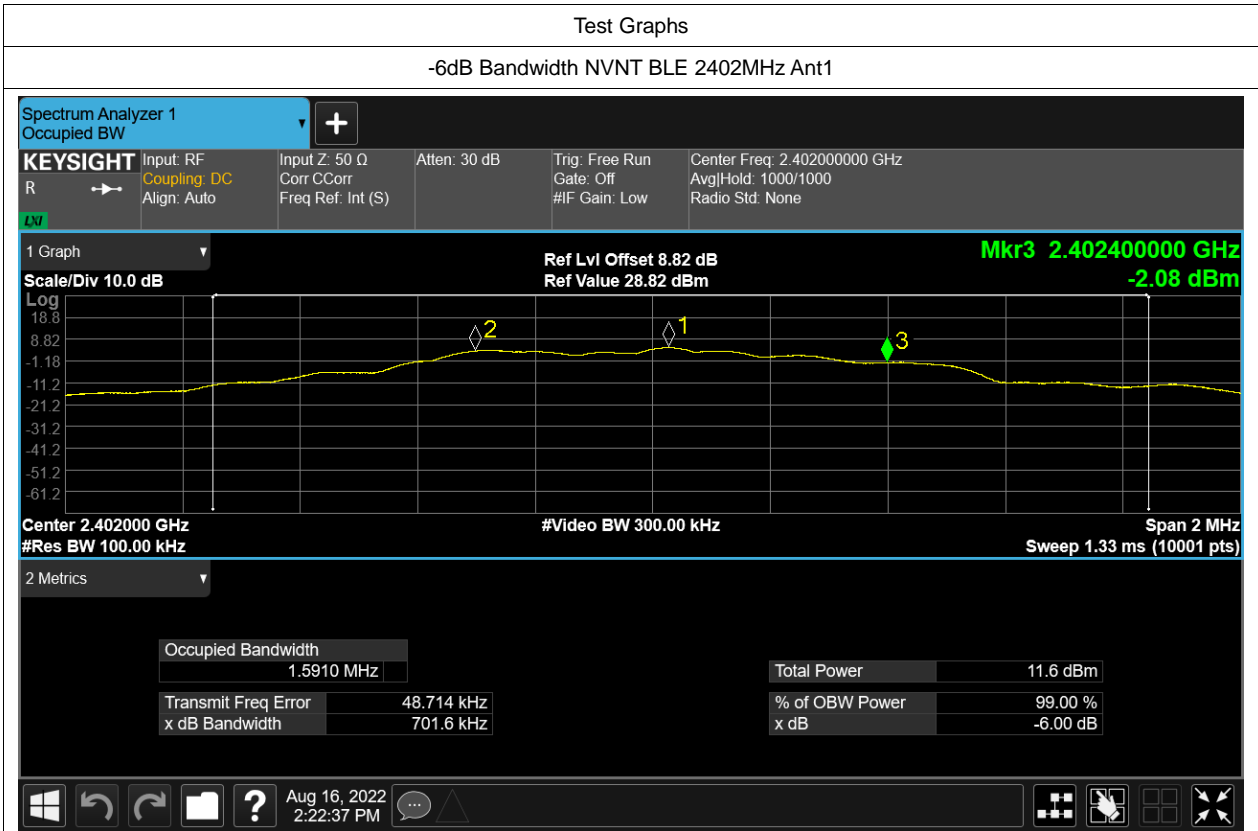 Test Graphs
-6dB Bandwidth NVNT BLE 2402MHz Ant1
Spectrum Analyzer 1
Occupied BW
KEYSIGHT
R
LXI
Input: RF
Coupling: DC
Align: Auto
Input Z: 50 Ω
Corr CCorr
Freq Ref: Int (S)
Atten: 30 dB
Trig: Free Run
Gate: Off
#IF Gain: Low
Center Freq: 2.402000000 GHz
Avg|Hold: 1000/1000
Radio Std: None
1 Graph
Scale/Div 10.0 dB
Ref Lvl Offset 8.82 dB
Ref Value 28.82 dBm
Mkr3 2.402400000 GHz
-2.08 dBm
Log
18.8
8.82
-1.18
-11.2
-21.2
-31.2
-41.2
-51.2
-61.2
2
1
3
Center 2.402000 GHz
#Res BW 100.00 kHz
#Video BW 300.00 kHz
Span 2 MHz
Sweep 1.33 ms (10001 pts)
2 Metrics
Occupied Bandwidth
1.5910 MHz
Transmit Freq Error 48.714 kHz
x dB Bandwidth 701.6 kHz
Total Power 11.6 dBm
% of OBW Power 99.00 %
x dB -6.00 dB
?
Aug 16, 2022
2:22:37 PM